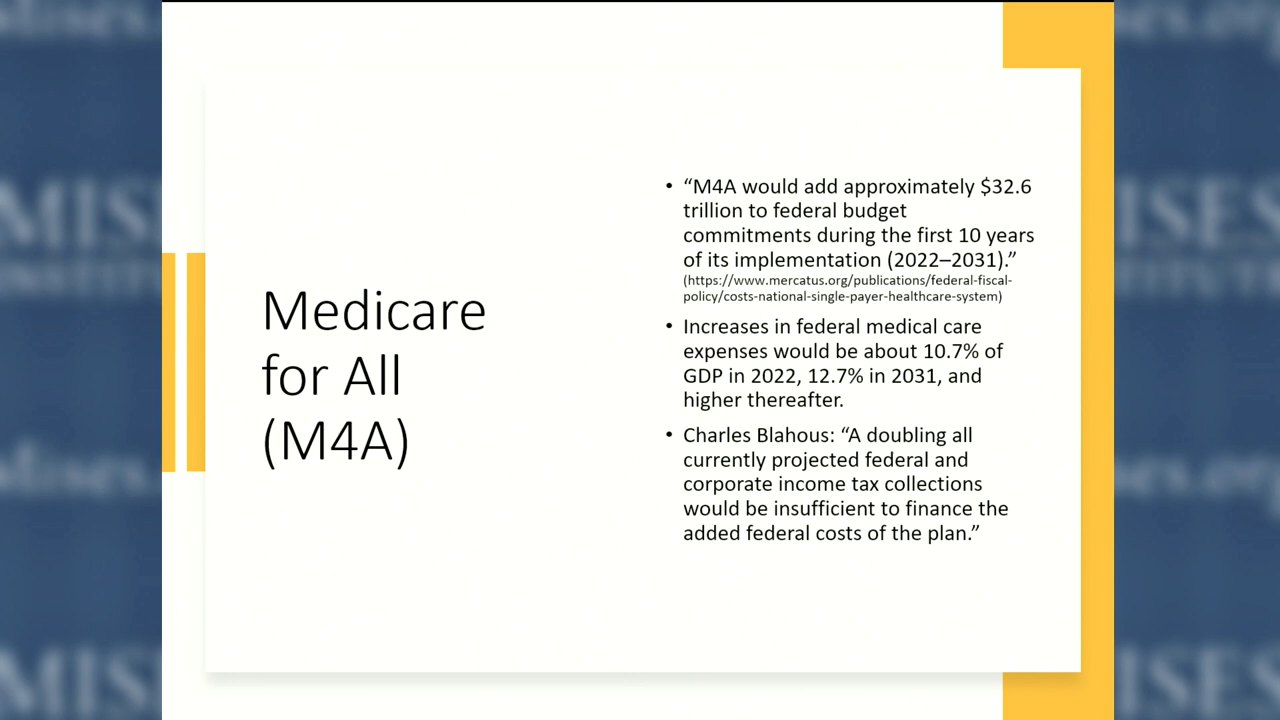 Medicare
for All
(M4A)
• “M4A would add approximately $32.6
trillion to federal budget
commitments during the first 10 years
of its implementation (2022–2031).”
(https://www.mercatus.org/publications/federal-fiscal-
policy/costs-national-single-payer-healthcare-system)
• Increases in federal medical care
expenses would be about 10.7% of
GDP in 2022, 12.7% in 2031, and
higher thereafter.
• Charles Blahous: “A doubling all
currently projected federal and
corporate income tax collections
would be insufficient to finance the
added federal costs of the plan.”